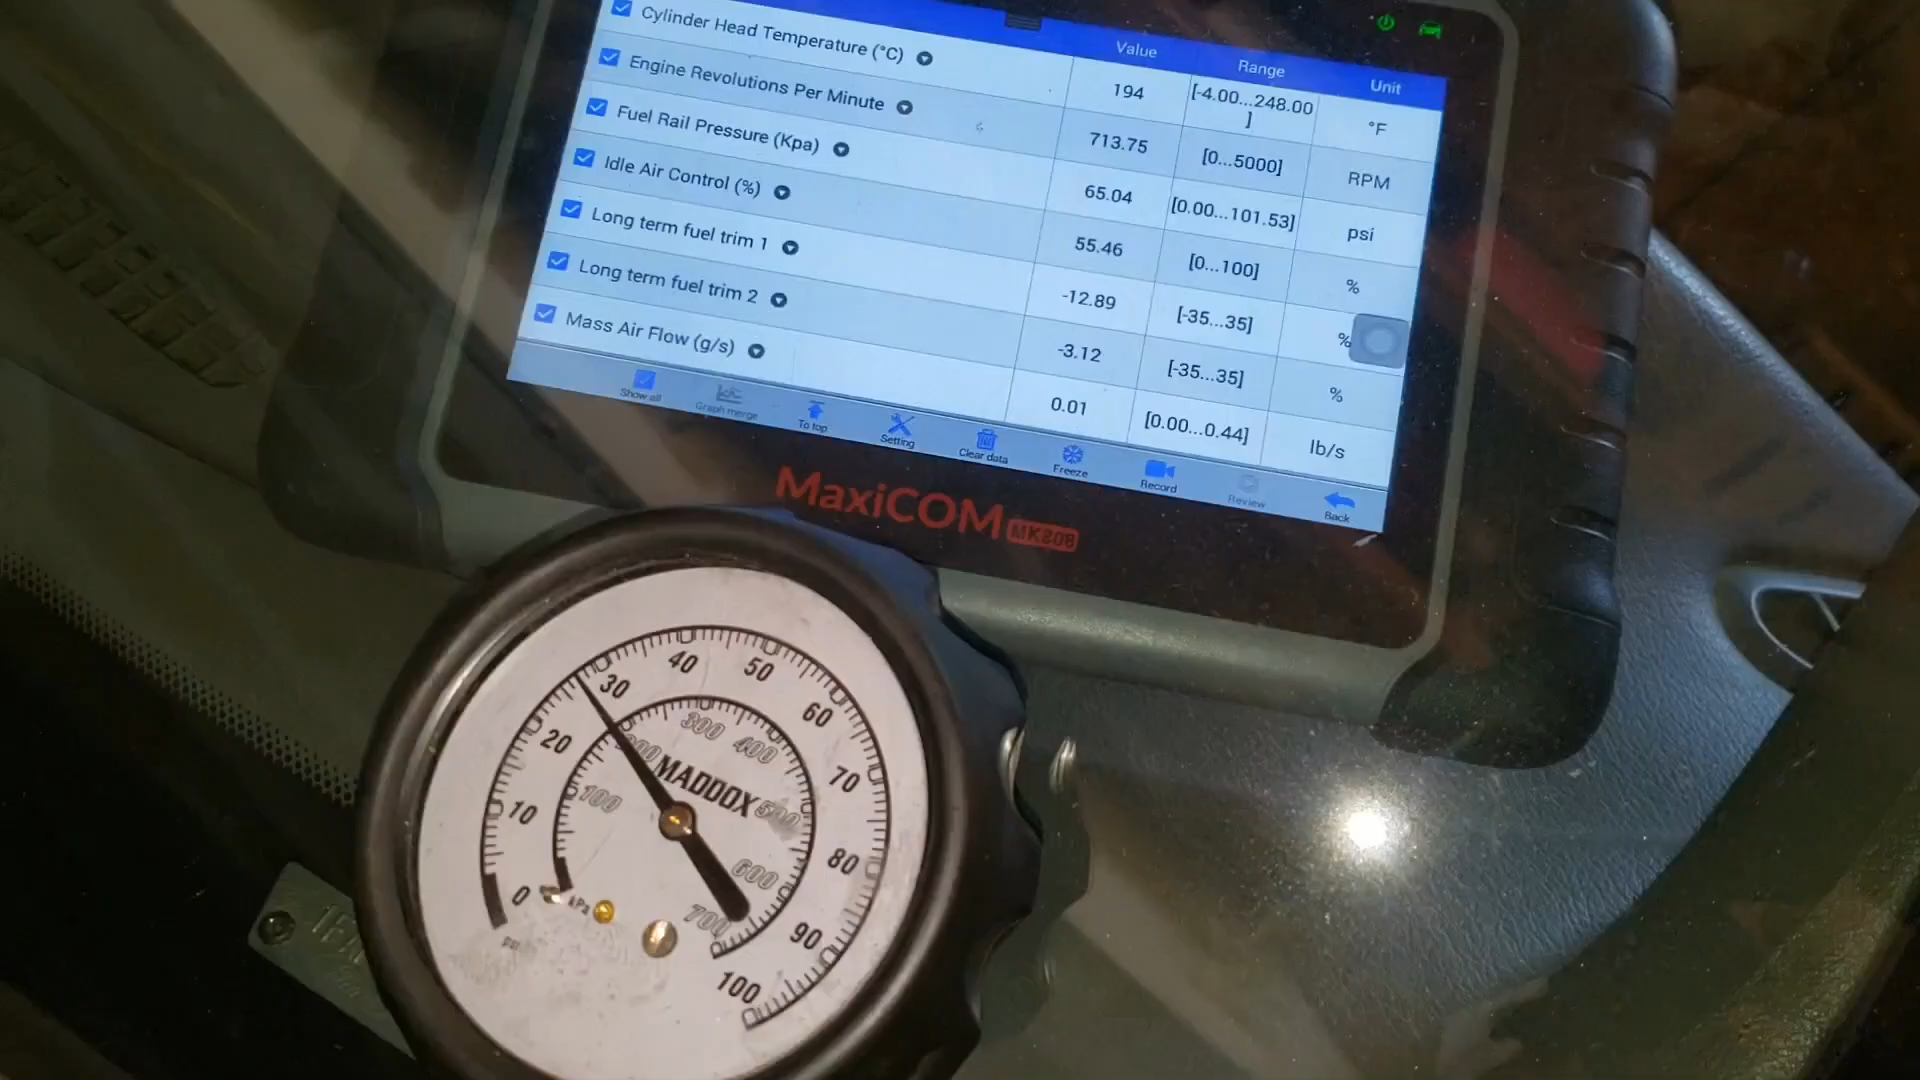 Value Range Unit
Cylinder Head Temperature (°C) 194 [-4.00...248.00] °F
Engine Revolutions Per Minute 713.75 [0...5000] RPM
Fuel Rail Pressure (Kpa) 65.04 [0.00...101.53] psi
Idle Air Control (%) 55.46 [0...100] %
Long term fuel trim 1 -12.89 [-35...35] %
Long term fuel trim 2 -3.12 [-35...35] %
Mass Air Flow (g/s) 0.01 [0.00...0.44] lb/s
Show all Graph merge To top Setting Clear data Freeze Record Review Back
MaxiCOM MK808
0 10 20 30 40 50 60 70 80 90 100
psi
100 200 300 400 500 600 700
kPa
MADDOX